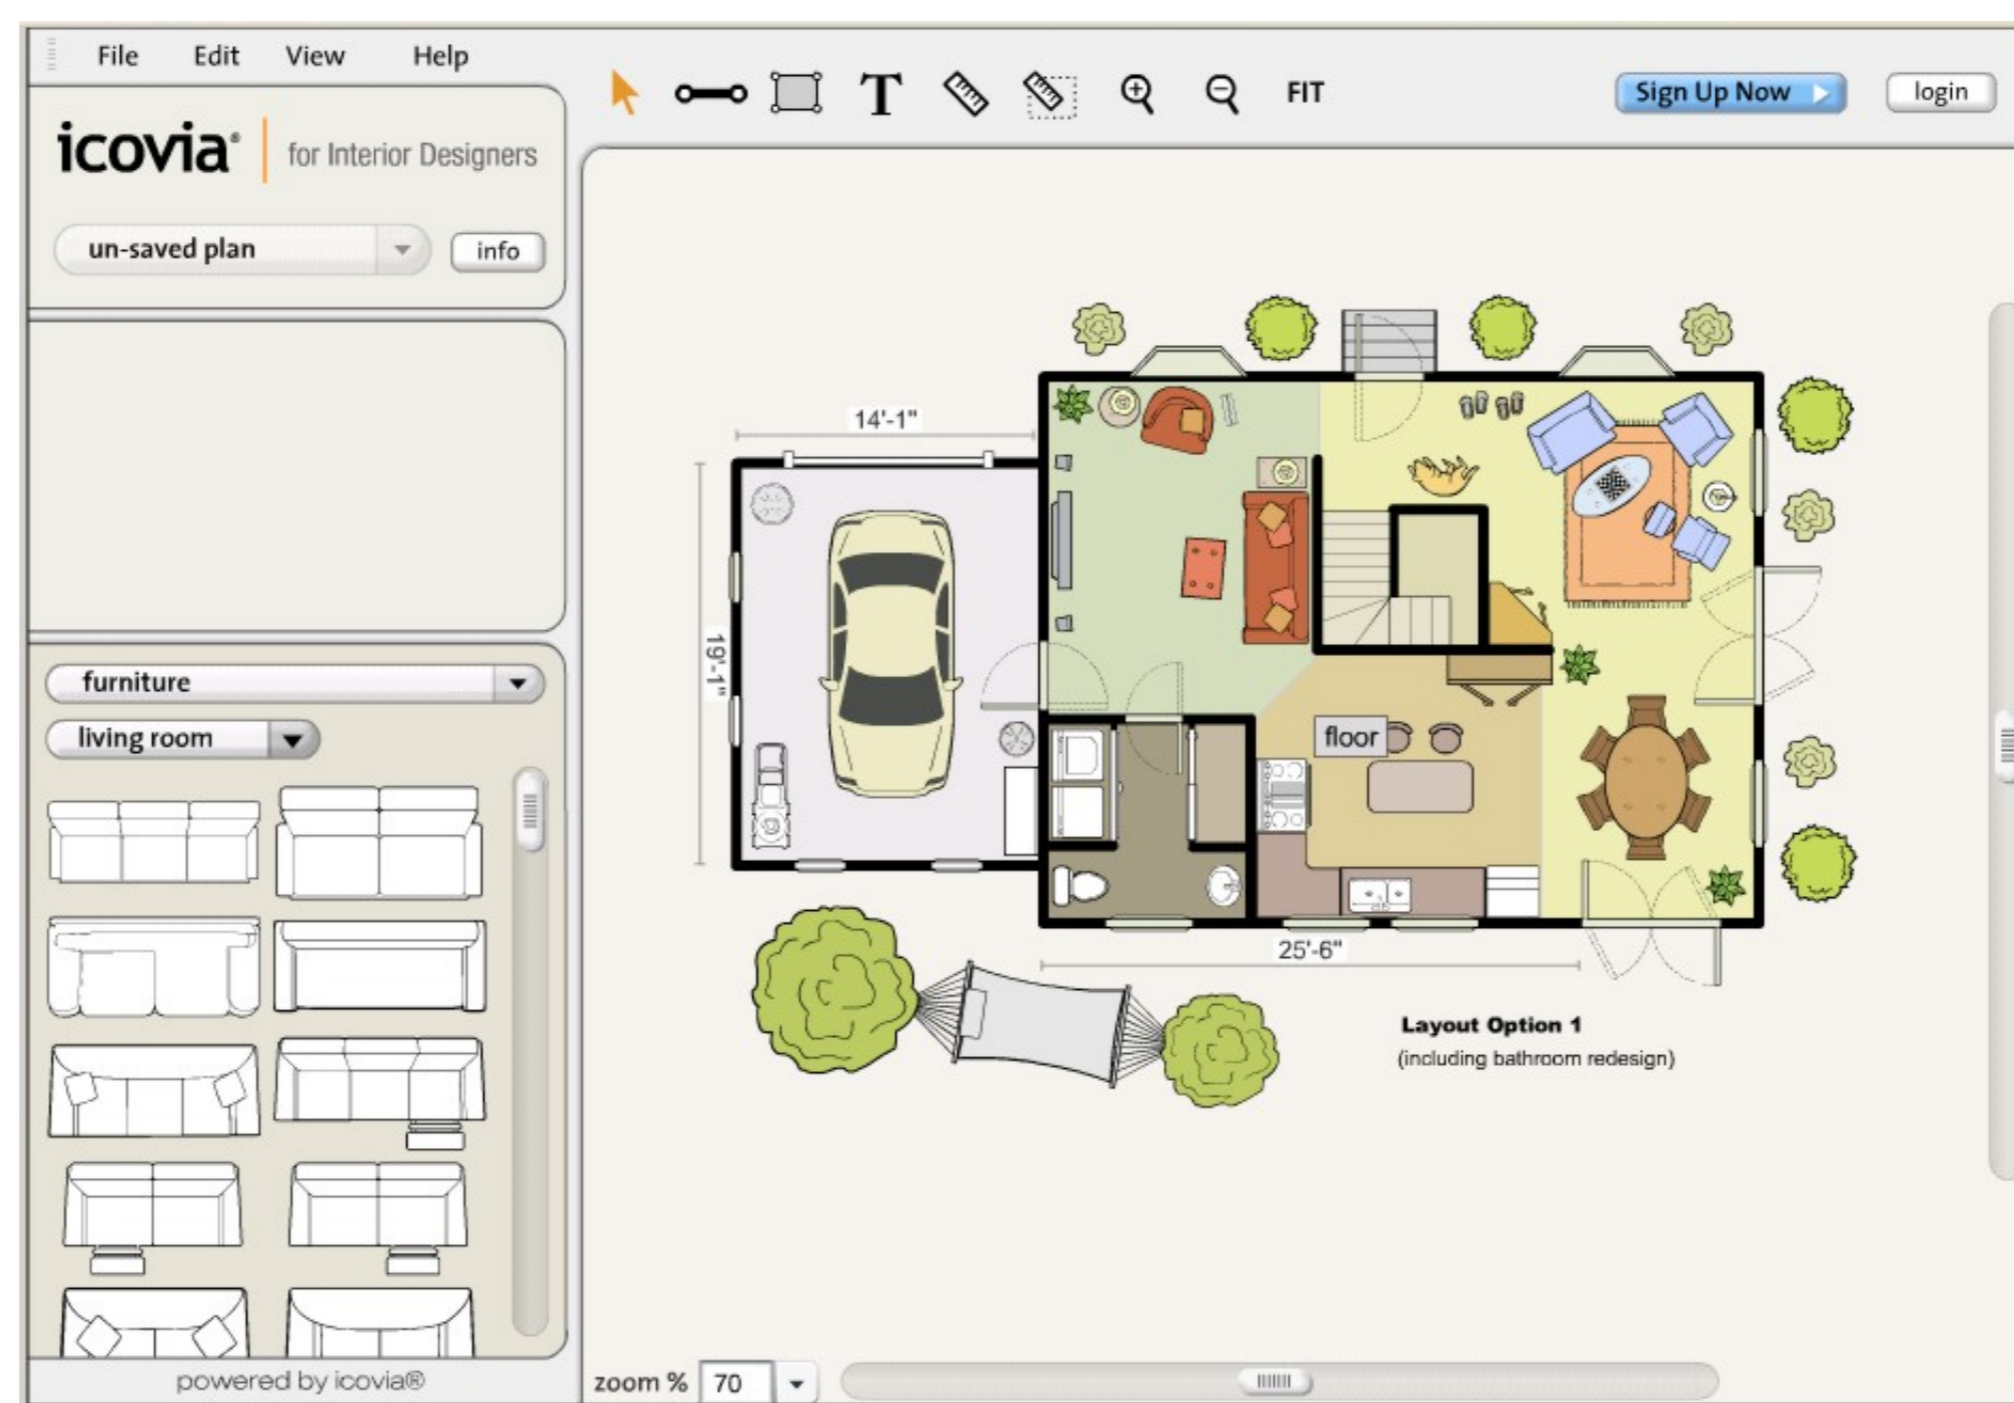 File Edit View Help
icovia® for Interior Designers
un-saved plan info
furniture
living room
powered by icovia®
T FIT Sign Up Now login
14'-1"
19'-1"
floor
25'-6"
Layout Option 1
(including bathroom redesign)
zoom % 70